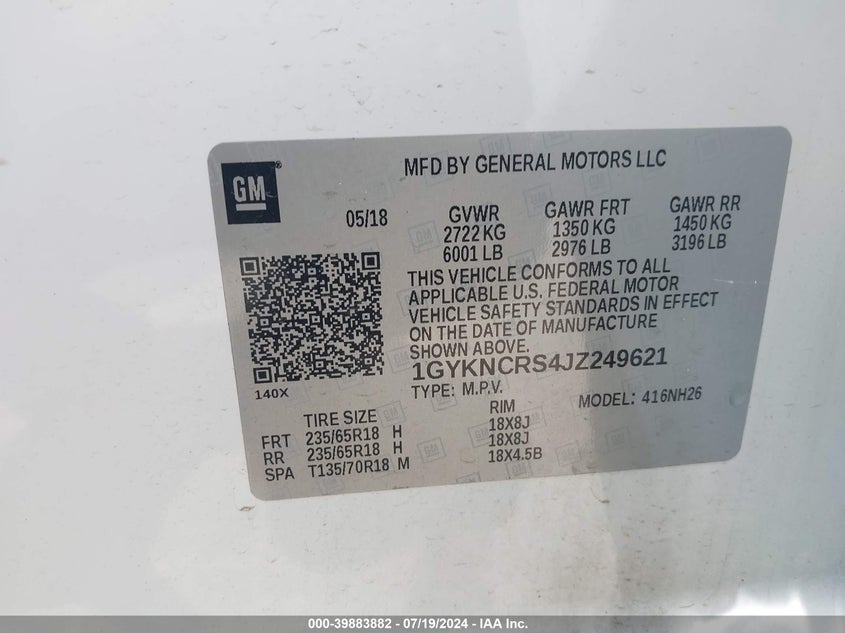 GM
®
MFD BY GENERAL MOTORS LLC
05/18
GVWR
2722 KG
6001 LB
GAWR FRT
1350 KG
2976 LB
GAWR RR
1450 KG
3196 LB
THIS VEHICLE CONFORMS TO ALL
APPLICABLE U.S. FEDERAL MOTOR
VEHICLE SAFETY STANDARDS IN EFFECT
ON THE DATE OF MANUFACTURE
SHOWN ABOVE.
1GYKNCRS4JZ249621
TYPE: M.P.V.
MODEL: 416NH26
140X
TIRE SIZE
RIM
FRT 235/65R18 H 18X8J
RR 235/65R18 H 18X8J
SPA T135/70R18 M 18X4.5B
000-39883882 - 07/19/2024 - IAA Inc.